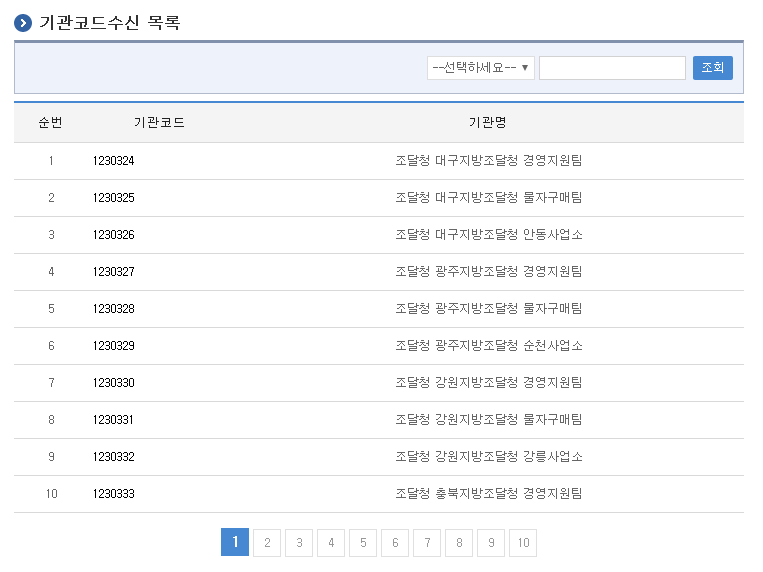 기관코드수신 목록
--선택하세요-- ▼ 조회
순번 기관코드 기관명
1 1230324 조달청 대구지방조달청 경영지원팀
2 1230325 조달청 대구지방조달청 물자구매팀
3 1230326 조달청 대구지방조달청 안동사업소
4 1230327 조달청 광주지방조달청 경영지원팀
5 1230328 조달청 광주지방조달청 물자구매팀
6 1230329 조달청 광주지방조달청 순천사업소
7 1230330 조달청 강원지방조달청 경영지원팀
8 1230331 조달청 강원지방조달청 물자구매팀
9 1230332 조달청 강원지방조달청 강릉사업소
10 1230333 조달청 충북지방조달청 경영지원팀
1 2 3 4 5 6 7 8 9 10